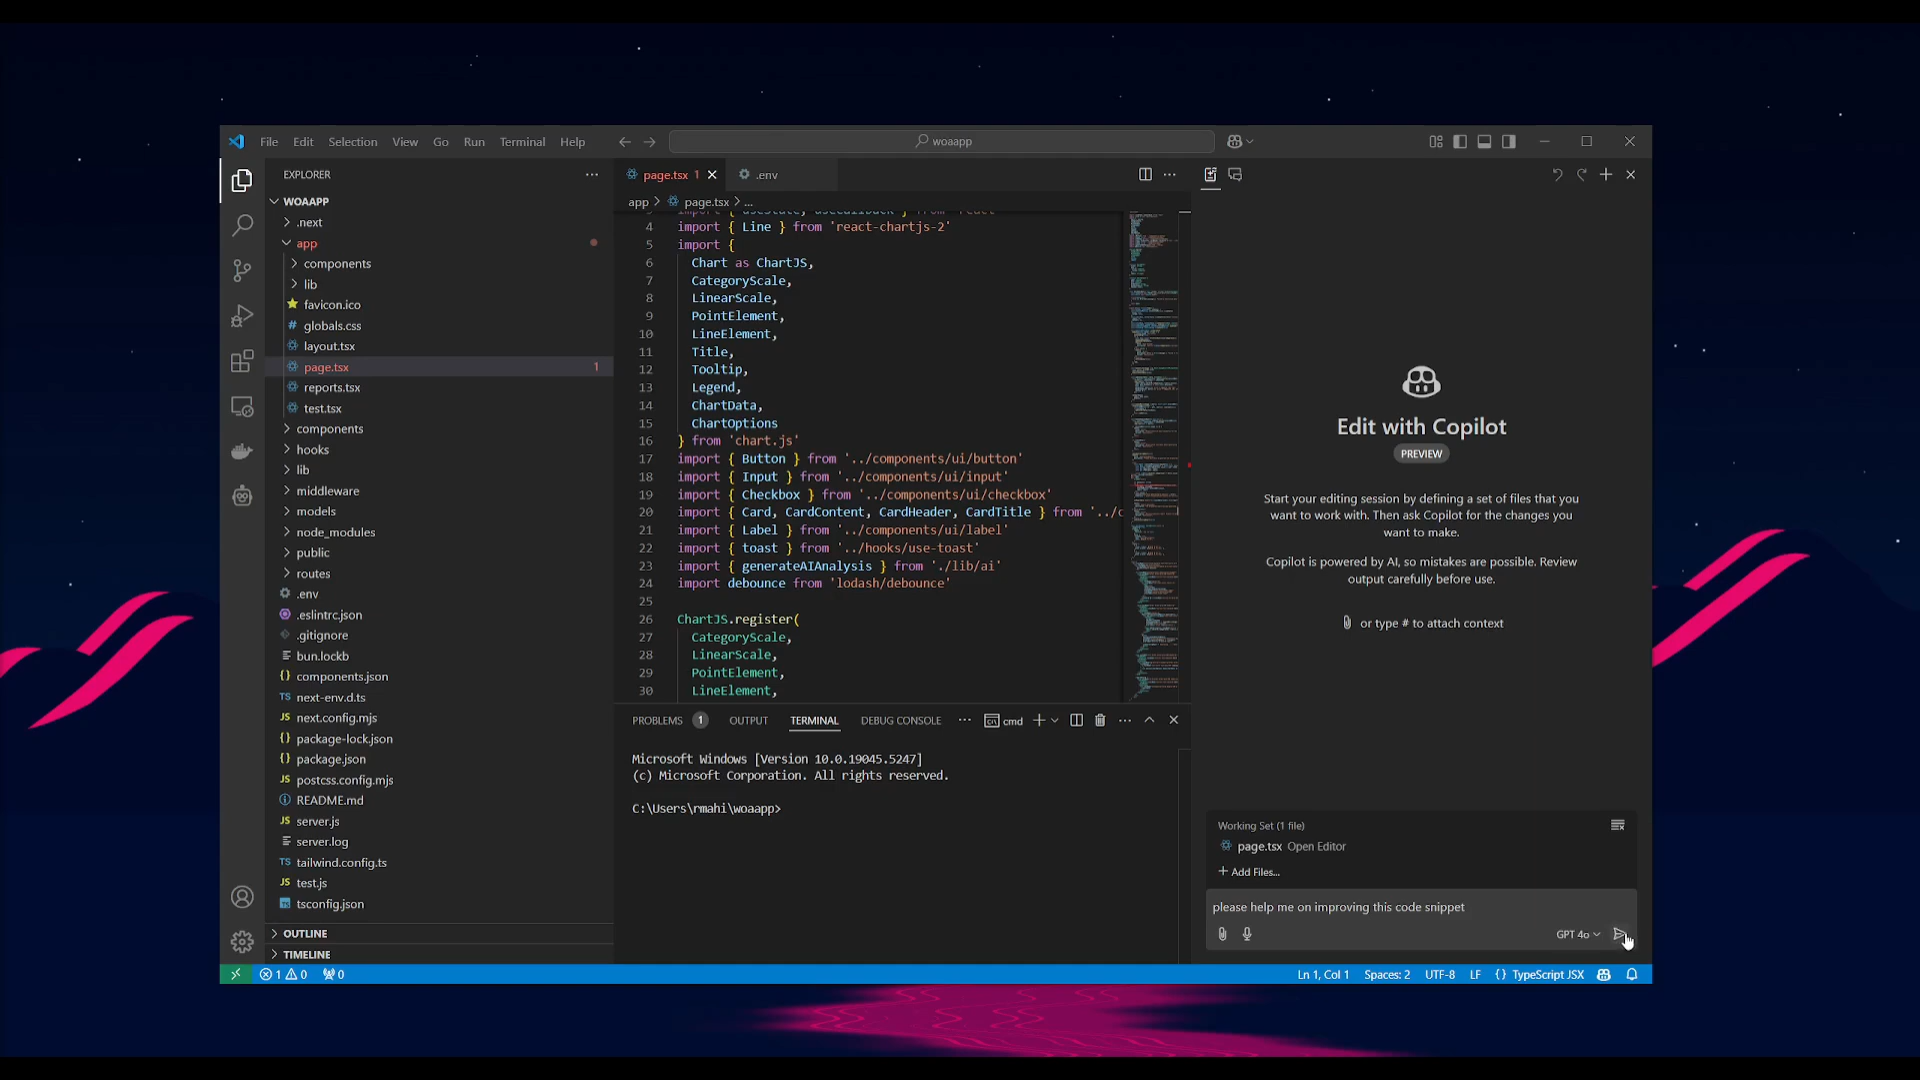 File Edit Selection View Go Run Terminal Help
woaapp
EXPLORER
WOAAPP
.next
app
components
lib
favicon.ico
globals.css
layout.tsx
page.tsx 1
reports.tsx
test.tsx
components
hooks
lib
middleware
models
node_modules
public
routes
.env
.eslintrc.json
.gitignore
bun.lockb
components.json
next-env.d.ts
next.config.mjs
package-lock.json
package.json
postcss.config.mjs
README.md
server.js
server.log
tailwind.config.ts
test.js
tsconfig.json
OUTLINE
TIMELINE
page.tsx 1
.env
app > page.tsx > ...
import { useState, useCallback } from 'react'
4 import { Line } from 'react-chartjs-2'
5 import {
6 Chart as ChartJS,
7 CategoryScale,
8 LinearScale,
9 PointElement,
10 LineElement,
11 Title,
12 Tooltip,
13 Legend,
14 ChartData,
15 ChartOptions
16 } from 'chart.js'
17 import { Button } from '../components/ui/button'
18 import { Input } from '../components/ui/input'
19 import { Checkbox } from '../components/ui/checkbox'
20 import { Card, CardContent, CardHeader, CardTitle } from '../c
21 import { Label } from '../components/ui/label'
22 import { toast } from '../hooks/use-toast'
23 import { generateAIAnalysis } from './lib/ai'
24 import debounce from 'lodash/debounce'
25
26 ChartJS.register(
27 CategoryScale,
28 LinearScale,
29 PointElement,
30 LineElement,
PROBLEMS 1 OUTPUT TERMINAL DEBUG CONSOLE ... cmd
Microsoft Windows [Version 10.0.19045.5247]
(c) Microsoft Corporation. All rights reserved.
C:\Users\rmahi\woaapp>
Edit with Copilot
PREVIEW
Start your editing session by defining a set of files that you
want to work with. Then ask Copilot for the changes you
want to make.
Copilot is powered by AI, so mistakes are possible. Review
output carefully before use.
or type # to attach context
Working Set (1 file)
page.tsx Open Editor
+ Add Files...
please help me on improving this code snippet
GPT 4o
1 0 0
Ln 1, Col 1 Spaces: 2 UTF-8 LF {} TypeScript JSX